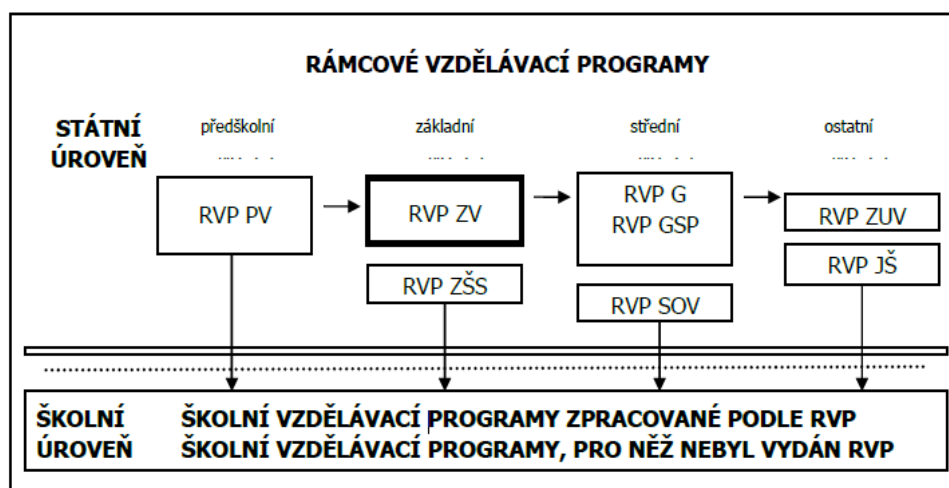 RÁMCOVÉ VZDĚLÁVACÍ PROGRAMY
STÁTNÍ
ÚROVEŇ
předškolní
základní
střední
ostatní
RVP PV
RVP ZV
RVP G
RVP GSP
RVP ZUV
RVP JŠ
RVP ZŠS
RVP SOV
ŠKOLNÍ ŠKOLNÍ VZDĚLÁVACÍ PROGRAMY ZPRACOVANÉ PODLE RVP
ÚROVEŇ ŠKOLNÍ VZDĚLÁVACÍ PROGRAMY, PRO NĚŽ NEBYL VYDÁN RVP